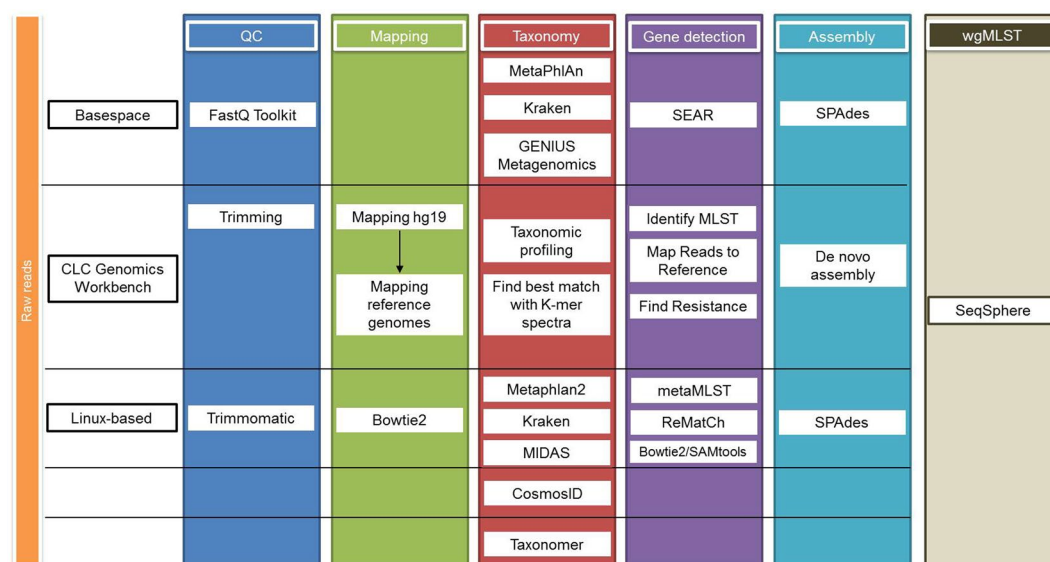 QC
Mapping
Taxonomy
Gene detection
Assembly
wgMLST
Raw reads
Basespace
FastQ Toolkit
MetaPhlAn
Kraken
GENIUS
Metagenomics
SEAR
SPAdes
CLC Genomics
Workbench
Trimming
Mapping hg19
Mapping
reference
genomes
Taxonomic
profiling
Find best match
with K-mer
spectra
Identify MLST
Map Reads to
Reference
Find Resistance
De novo
assembly
SeqSphere
Linux-based
Trimmomatic
Bowtie2
Metaphlan2
Kraken
MIDAS
metaMLST
ReMatCh
Bowtie2/SAMtools
SPAdes
CosmosID
Taxonomer